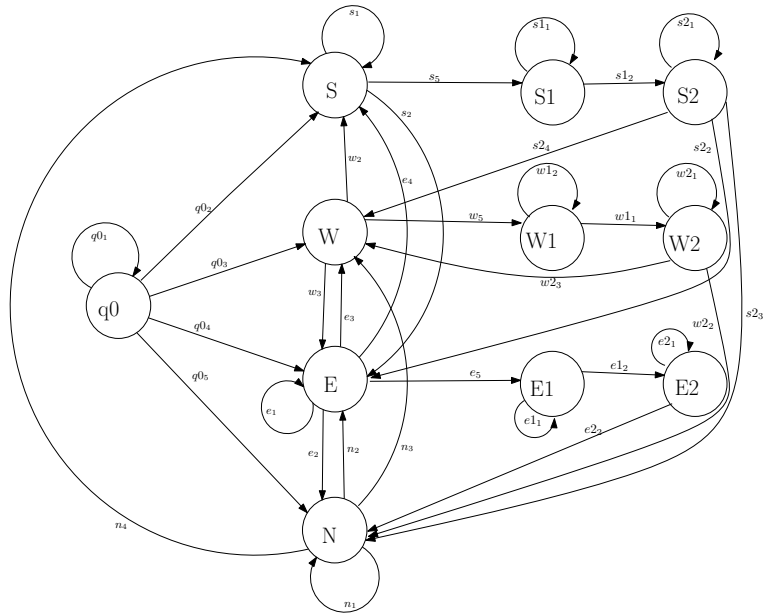 s₁
s1₁
s2₁
S
s₅
S1
s1₂
S2
s₂
q0₂
w₂
e₄
s2₄
s2₂
w1₂
w2₁
q0₁
W
w₅
W1
w1₁
W2
q0₃
w₃
w2₃
q0
e₃
s2₃
q0₄
w2₂
q0₅
E
e₅
E1
e1₂
e2₁
E2
e₁
e1₁
e2₂
e₂
n₂
n₃
n₄
N
n₁